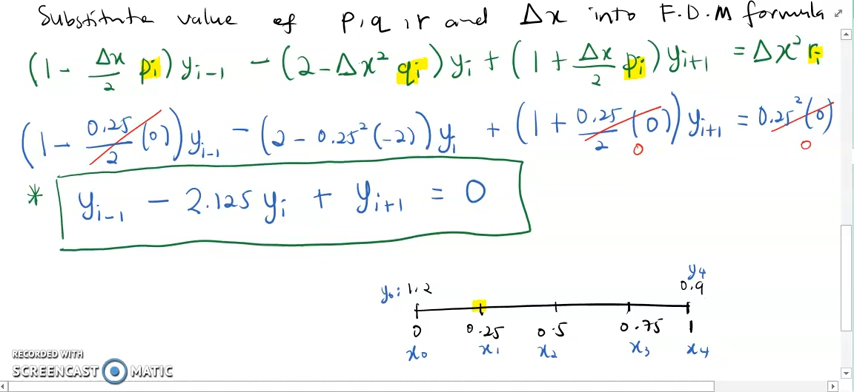 Substitute value of p, q, r and Δx into F.D.M formula
(1 - Δx/2 pi) yi-1 - (2 - Δx² qi) yi + (1 + Δx/2 pi) yi+1 = Δx² ri
(1 - 0.25/2 (0)) yi-1 - (2 - 0.25² (-2)) yi + (1 + 0.25/2 (0)) yi+1 = 0.25² (0)
0 0
* yi-1 - 2.125 yi + yi+1 = 0
y4
y0: 1.2 0.9
0 0.25 0.5 0.75 1
x0 x1 x2 x3 x4
RECORDED WITH
SCREENCAST MATIC